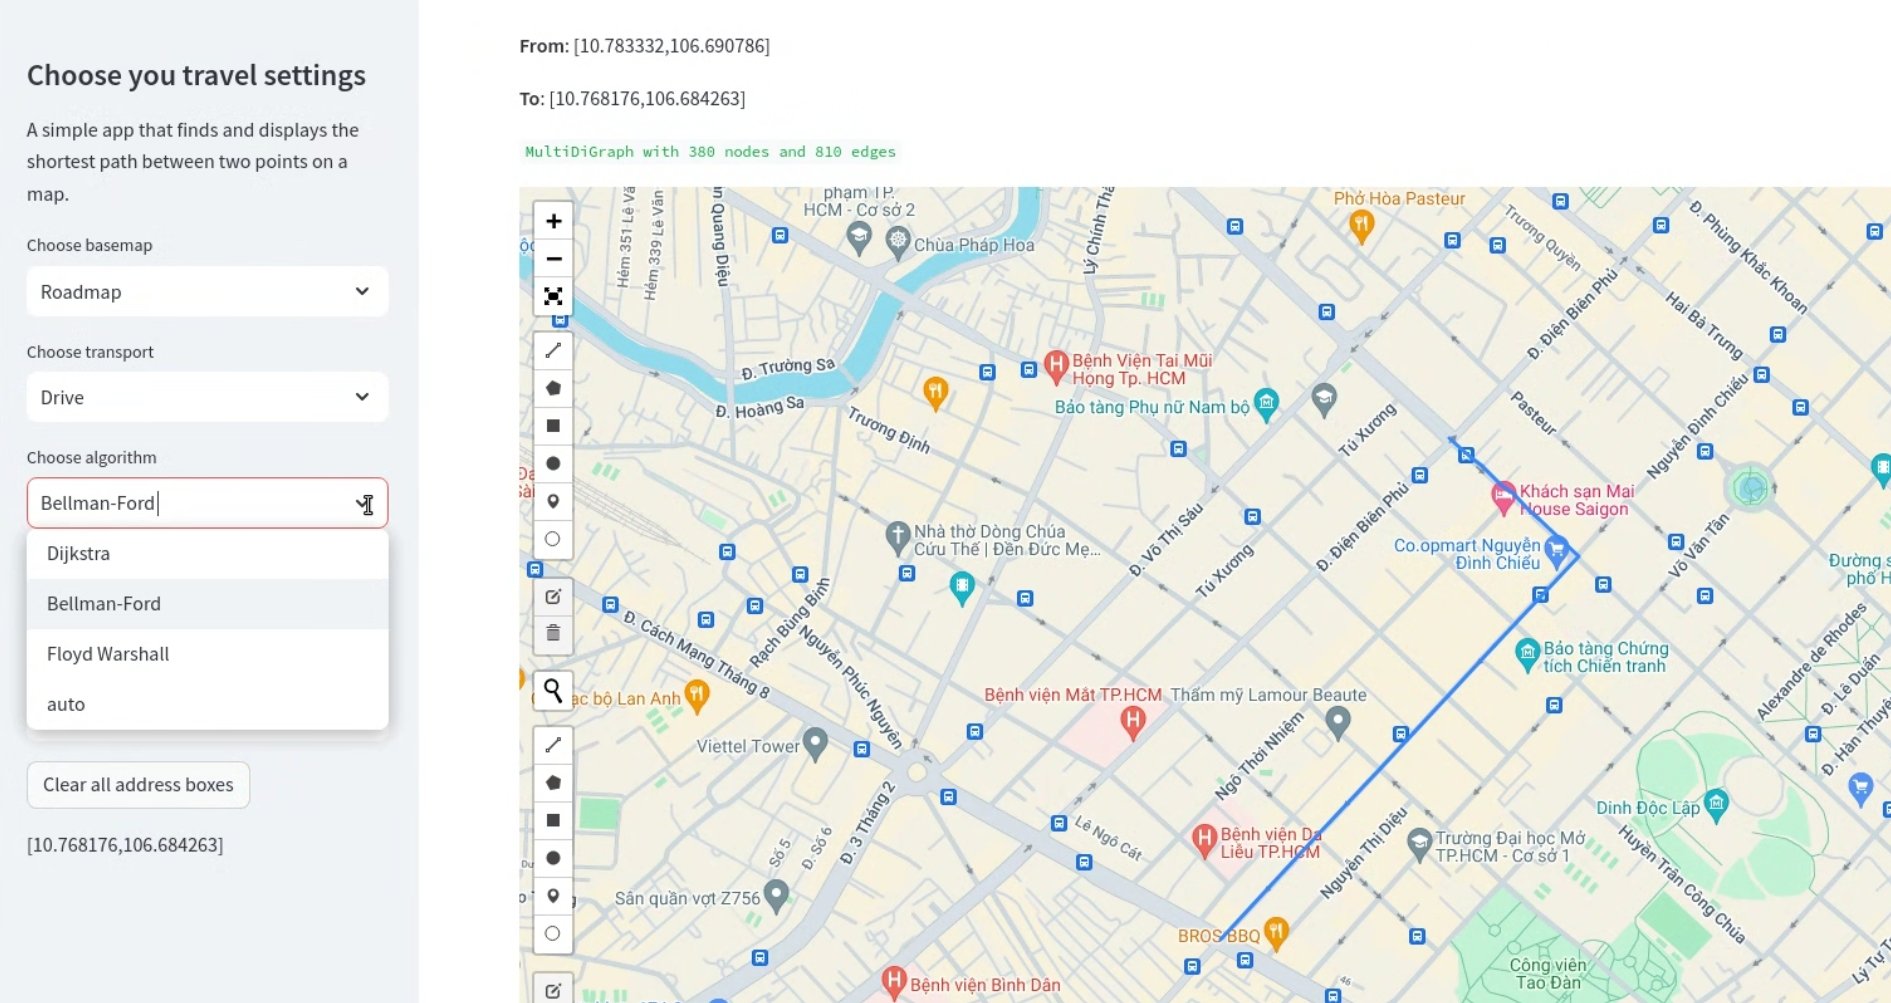 Choose you travel settings
A simple app that finds and displays the
shortest path between two points on a
map.
Choose basemap
Roadmap
Choose transport
Drive
Choose algorithm
Bellman-Ford
Dijkstra
Bellman-Ford
Floyd Warshall
auto
Clear all address boxes
[10.768176,106.684263]
From: [10.783332,106.690786]
To: [10.768176,106.684263]
MultiDiGraph with 380 nodes and 810 edges
phạm TP.
HCM - Cơ sở 2
Chùa Pháp Hoa
Hẻm 351 Lê Vă
Hẻm 339 Lê Văn
n Quang Diệu
Lý Chính Thắ
Phở Hòa Pasteur
Trương Quyền
Đ. Phùng Khắc Khoan
Đ. Điện Biên Phủ
Hai Bà Trưng
Đ. Trường Sa
Đ. Hoàng Sa
Trương Định
Bệnh Viện Tai Mũi
Họng Tp. HCM
Bảo tàng Phụ nữ Nam bộ
Tú Xương
Pasteur
Nguyễn Đình Chiểu
Khách sạn Mai
House Saigon
Co.opmart Nguyễn
Đình Chiểu
Đ. Điện Biên Phủ
Đ. Võ Thị Sáu
Tú Xương
Võ Văn Tần
Đường s
phố H
Nhà thờ Dòng Chúa
Cứu Thế | Đền Đức Mẹ...
Rạch Bùng Binh
Đ. Cách Mạng Tháng 8
Nguyễn Phúc Nguyên
Bảo tàng Chứng
tích Chiến tranh
Alexandre de Rhodes
Đ. Lê Duẩn
Đ. Hàn Thuyê
ạc bộ Lan Anh
Bệnh viện Mắt TP.HCM
Thẩm mỹ Lamour Beaute
Viettel Tower
Ngô Thời Nhiệm
Dinh Độc Lập
Đ. 3 Tháng 2
Số 5
Đ. Số 6
Lê Ngô Cát
Bệnh viện Da
Liễu TP.HCM
Nguyễn Thị Diệu
Trường Đại học Mở
TP.HCM - Cơ sở 1
Huyền Trân Công Chúa
Sân quần vợt Z756
BROS BBQ
Công viên
Tao Đàn
Lý Tự
46
Bệnh viện Bình Dân